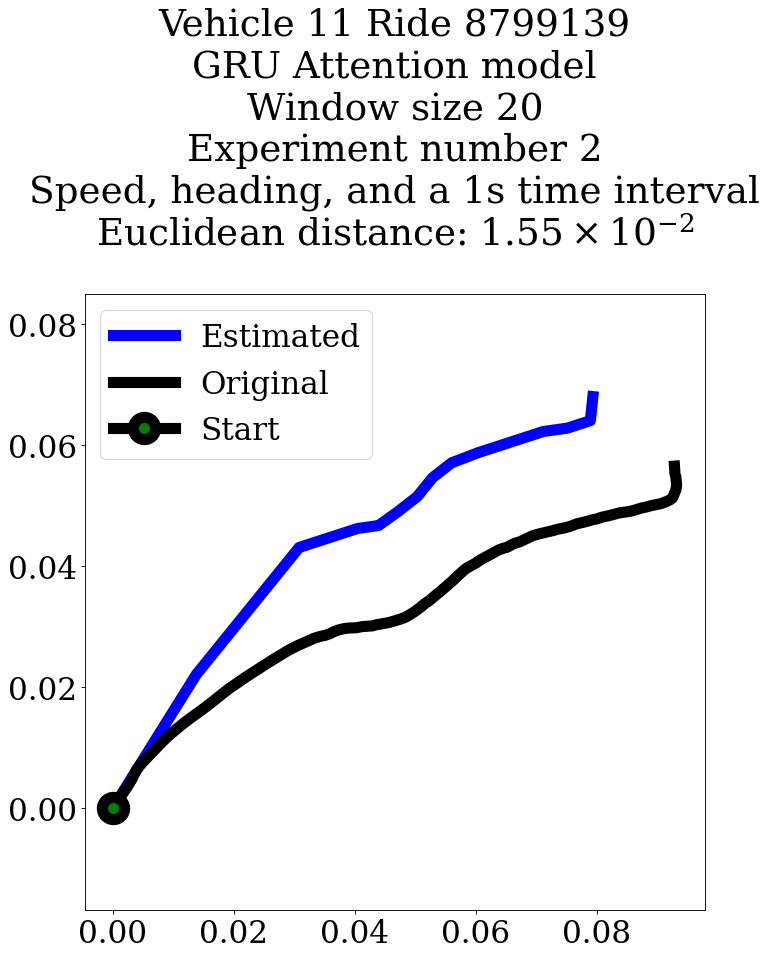 Vehicle 11 Ride 8799139
GRU Attention model
Window size 20
Experiment number 2
Speed, heading, and a 1s time interval
Euclidean distance: 1.55 × 10⁻²
Estimated
Original
Start
0.08
0.06
0.04
0.02
0.00
0.00 0.02 0.04 0.06 0.08